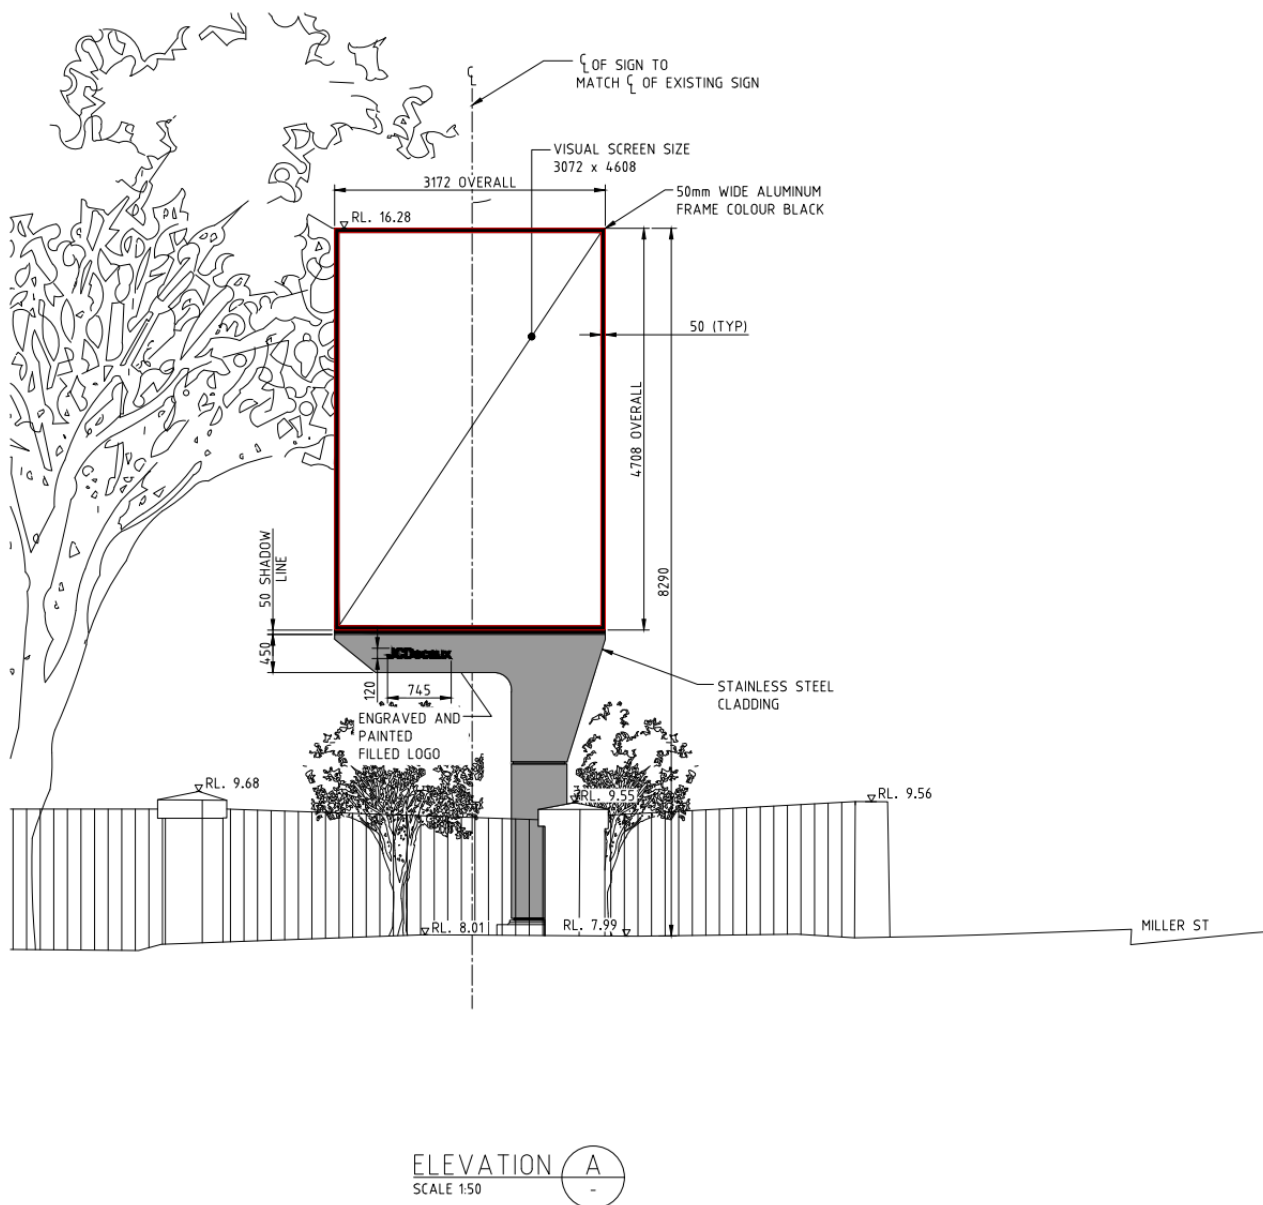 ℄
℄ OF SIGN TO
MATCH ℄ OF EXISTING SIGN
VISUAL SCREEN SIZE
3072 x 4608
3172 OVERALL
50mm WIDE ALUMINUM
FRAME COLOUR BLACK
RL. 16.28
50 (TYP)
4708 OVERALL
8290
50 SHADOW
LINE
450
JCDecaux
120
745
STAINLESS STEEL
CLADDING
ENGRAVED AND
PAINTED
FILLED LOGO
RL. 9.68
RL. 9.55
RL. 9.56
RL. 8.01
RL. 7.99
MILLER ST
ELEVATION
A
SCALE 1:50
-